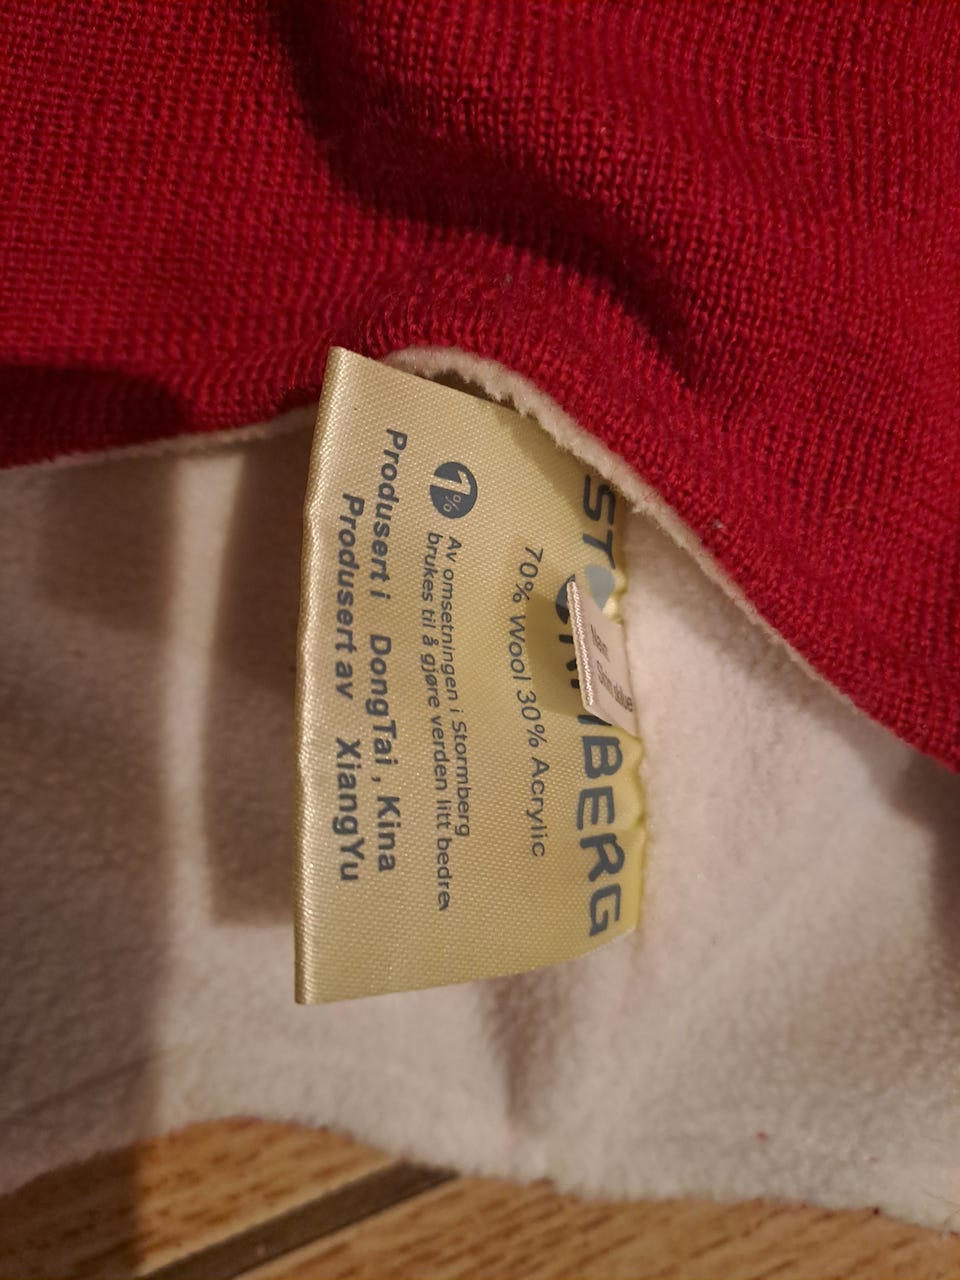 70% Wool 30% Acrylic
1%
Av omsetningen i Stormberg
brukes til å gjøre verden litt bedre
Produsert i DongTai, Kina
Produsert av XiangYu